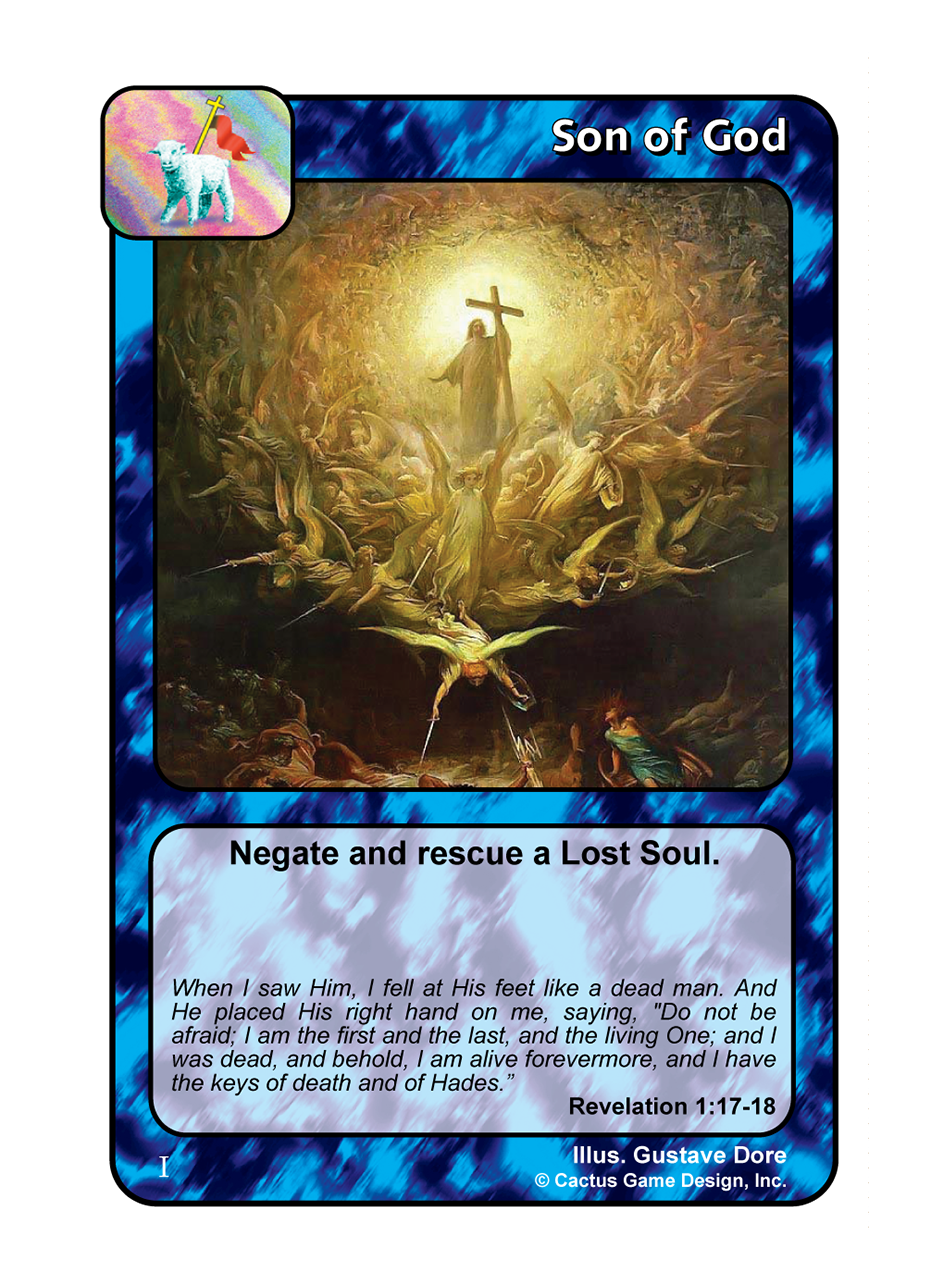 Son of God
Negate and rescue a Lost Soul.
When I saw Him, I fell at His feet like a dead man. And
He placed His right hand on me, saying, "Do not be
afraid; I am the first and the last, and the living One; and I
was dead, and behold, I am alive forevermore, and I have
the keys of death and of Hades.”
Revelation 1:17-18
I
Illus. Gustave Dore
© Cactus Game Design, Inc.